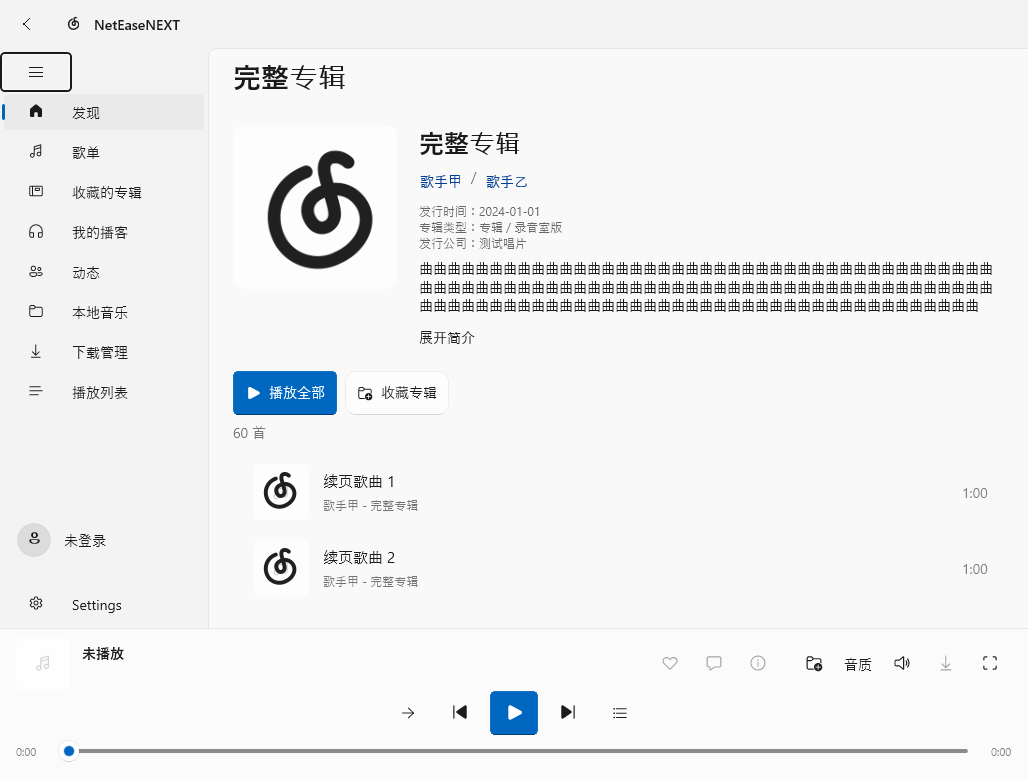 NetEaseNEXT
发现
歌单
收藏的专辑
我的播客
动态
本地音乐
下载管理
播放列表
未登录
Settings
完整专辑
完整专辑
歌手甲 / 歌手乙
发行时间：2024-01-01
专辑类型：专辑 / 录音室版
发行公司：测试唱片
曲曲曲曲曲曲曲曲曲曲曲曲曲曲曲曲曲曲曲曲曲曲曲曲曲曲曲曲曲曲曲曲曲曲曲曲曲曲曲曲曲
曲曲曲曲曲曲曲曲曲曲曲曲曲曲曲曲曲曲曲曲曲曲曲曲曲曲曲曲曲曲曲曲曲曲曲曲曲曲曲曲曲
曲曲曲曲曲曲曲曲曲曲曲曲曲曲曲曲曲曲曲曲曲曲曲曲曲曲曲曲曲曲曲曲曲曲曲曲曲曲曲曲
展开简介
播放全部 收藏专辑
60 首
续页歌曲 1
歌手甲 - 完整专辑
1:00
续页歌曲 2
歌手甲 - 完整专辑
1:00
未播放
音质
0:00
0:00